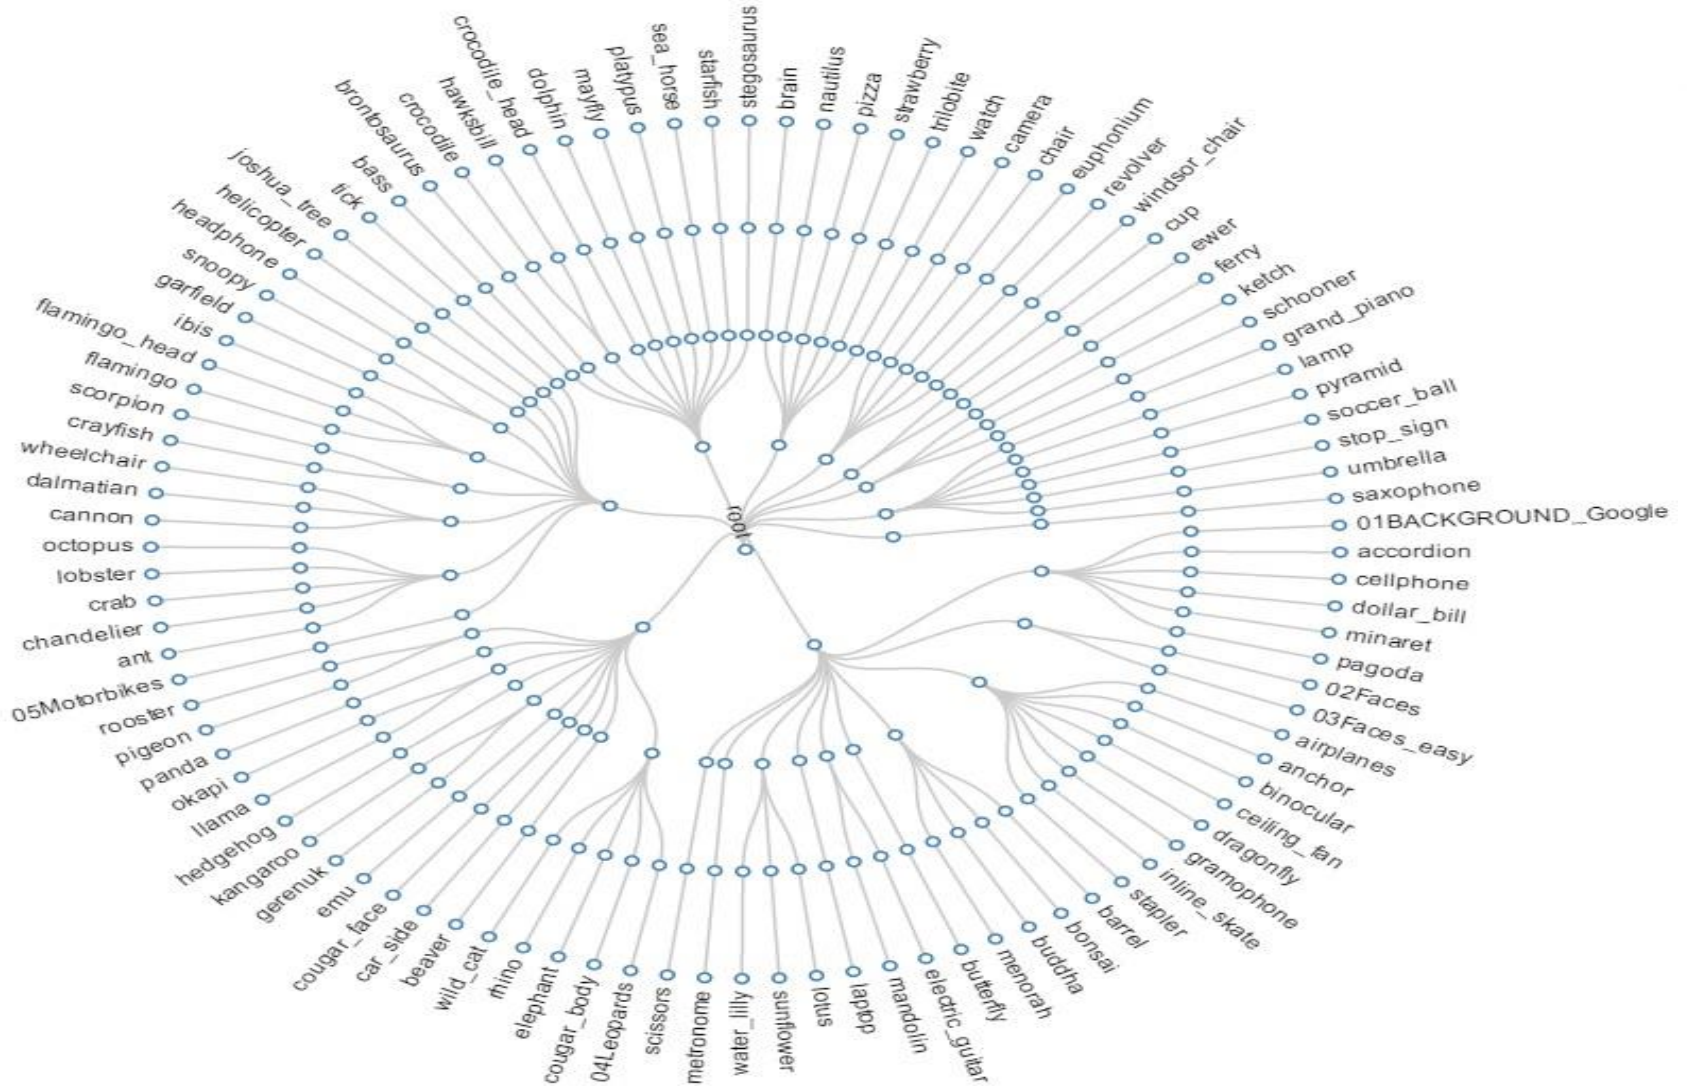 root
stegosaurus
brain
nautilus
pizza
strawberry
trilobite
watch
camera
chair
euphonium
revolver
windsor_chair
cup
ewer
ferry
ketch
schooner
grand_piano
lamp
pyramid
soccer_ball
stop_sign
umbrella
saxophone
01BACKGROUND_Google
accordion
cellphone
dollar_bill
minaret
pagoda
02Faces
03Faces_easy
airplanes
anchor
binocular
ceiling_fan
dragonfly
gramophone
inline_skate
stapler
barrel
bonsai
buddha
menorah
butterfly
electric_guitar
mandolin
laptop
lotus
sunflower
water_lilly
metronome
scissors
04Leopards
cougar_body
elephant
rhino
wild_cat
beaver
car_side
cougar_face
emu
gerenuk
kangaroo
hedgehog
llama
okapi
panda
pigeon
rooster
05Motorbikes
ant
chandelier
crab
lobster
octopus
cannon
dalmatian
wheelchair
crayfish
scorpion
flamingo
flamingo_head
ibis
garfield
snoopy
headphone
helicopter
joshua_tree
tick
bass
brontosaurus
crocodile
hawksbill
crocodile_head
dolphin
mayfly
platypus
sea_horse
starfish